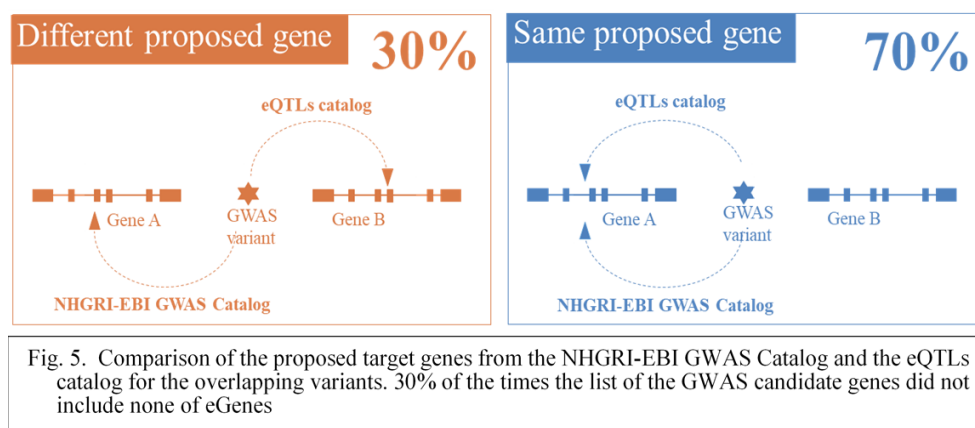 Different proposed gene
30%
eQTLs catalog
Gene A
GWAS
variant
Gene B
NHGRI-EBI GWAS Catalog
Same proposed gene
70%
eQTLs catalog
Gene A
GWAS
variant
Gene B
NHGRI-EBI GWAS Catalog
Fig. 5. Comparison of the proposed target genes from the NHGRI-EBI GWAS Catalog and the eQTLs
catalog for the overlapping variants. 30% of the times the list of the GWAS candidate genes did not
include none of eGenes